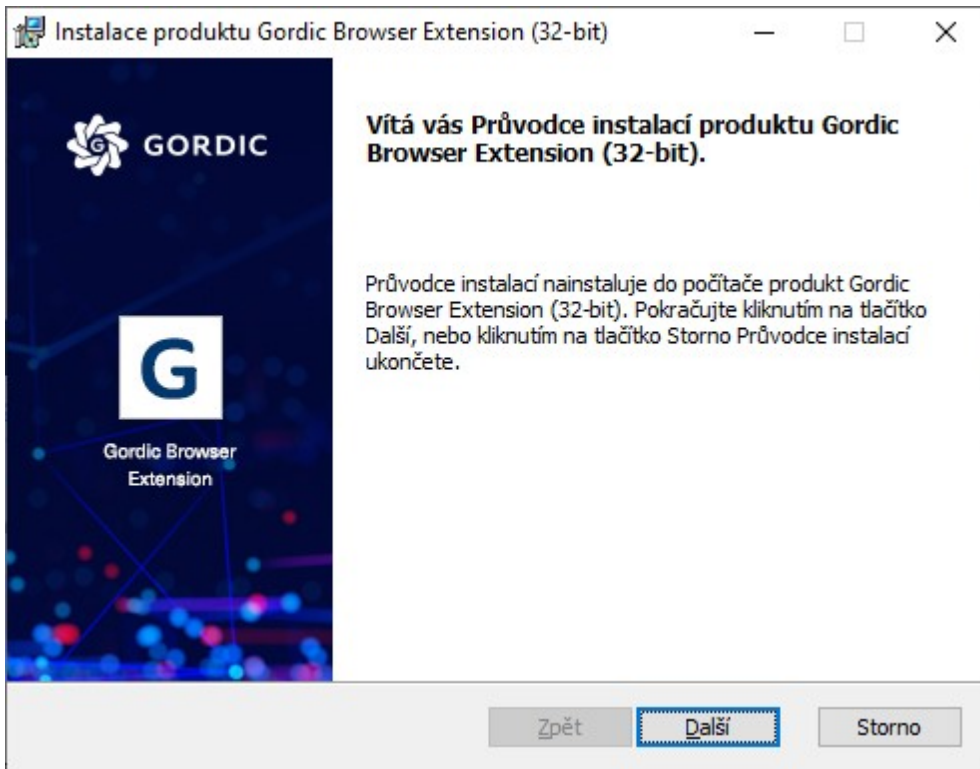 Instalace produktu Gordic Browser Extension (32-bit)
GORDIC
G
Gordic Browser
Extension
Vítá vás Průvodce instalací produktu Gordic
Browser Extension (32-bit).
Průvodce instalací nainstaluje do počítače produkt Gordic
Browser Extension (32-bit). Pokračujte kliknutím na tlačítko
Další, nebo kliknutím na tlačítko Storno Průvodce instalací
ukončete.
Zpět
Další
Storno